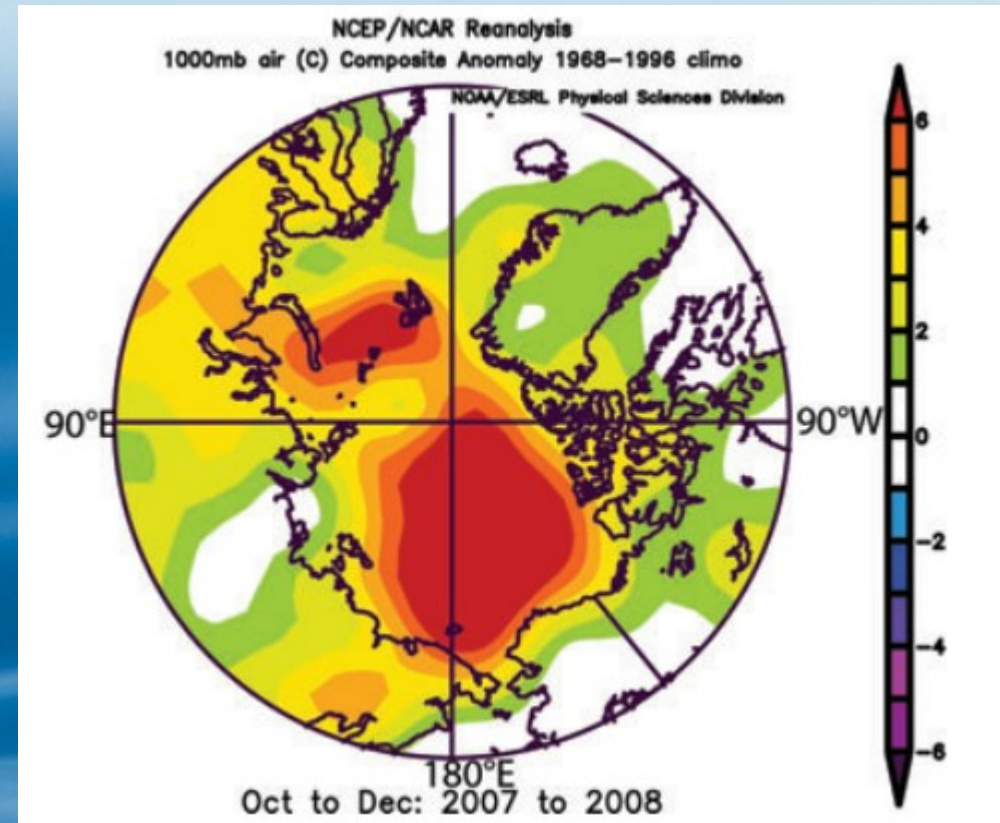 NCEP/NCAR Reanalysis
1000mb air (C) Composite Anomaly 1968-1996 climo
NOAA/ESRL Physical Sciences Division
6
4
2
90°E
90°W
0
-2
-4
-6
180°E
Oct to Dec: 2007 to 2008